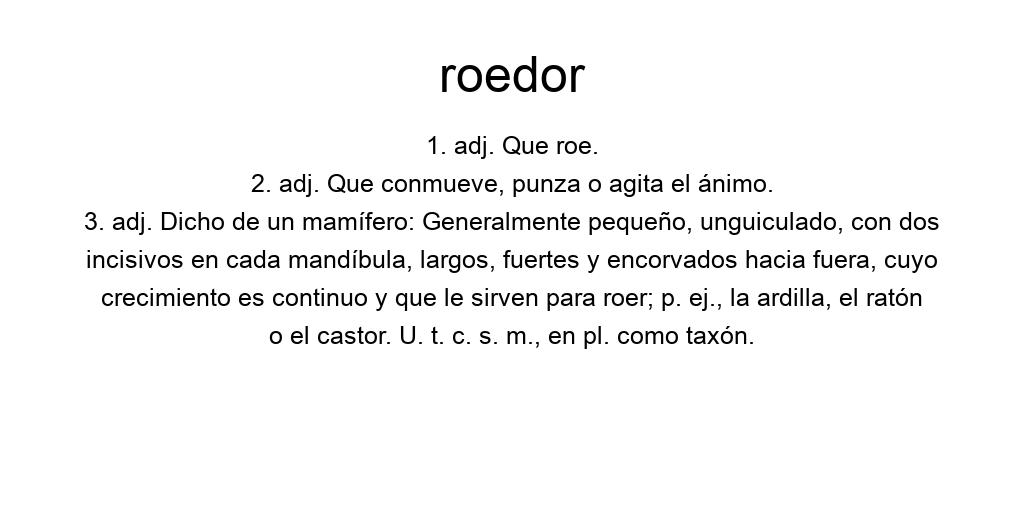 roedor
1. adj. Que roe.
2. adj. Que conmueve, punza o agita el ánimo.
3. adj. Dicho de un mamífero: Generalmente pequeño, unguiculado, con dos
incisivos en cada mandíbula, largos, fuertes y encorvados hacia fuera, cuyo
crecimiento es continuo y que le sirven para roer; p. ej., la ardilla, el ratón
o el castor. U. t. c. s. m., en pl. como taxón.